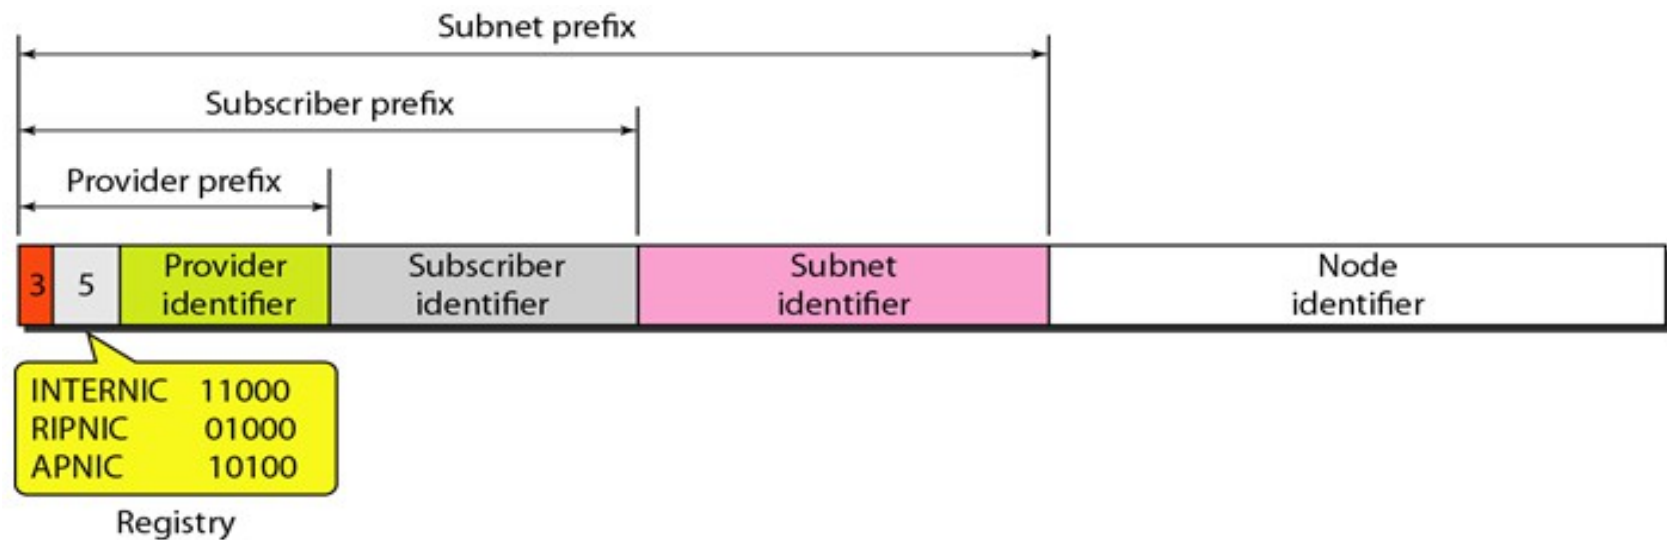 Subnet prefix
Subscriber prefix
Provider prefix
3
5
Provider
identifier
Subscriber
identifier
Subnet
identifier
Node
identifier
INTERNIC 11000
RIPNIC 01000
APNIC 10100
Registry